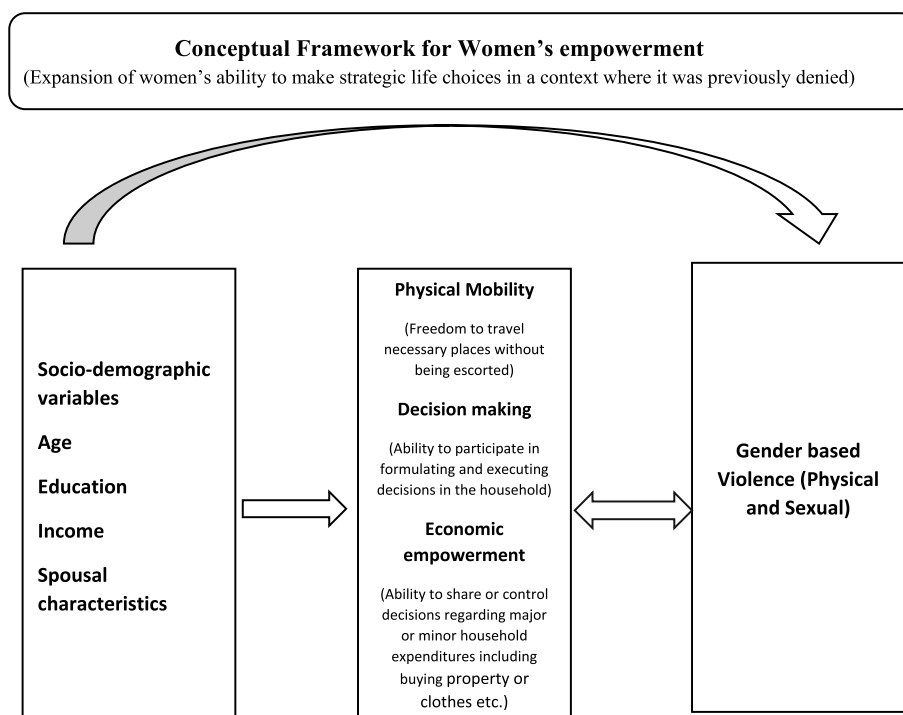 Conceptual Framework for Women’s empowerment
(Expansion of women’s ability to make strategic life choices in a context where it was previously denied)
Socio-demographic
variables
Age
Education
Income
Spousal
characteristics
Physical Mobility
(Freedom to travel
necessary places without
being escorted)
Decision making
(Ability to participate in
formulating and executing
decisions in the household)
Economic
empowerment
(Ability to share or control
decisions regarding major
or minor household
expenditures including
buying property or
clothes etc.)
Gender based
Violence (Physical
and Sexual)